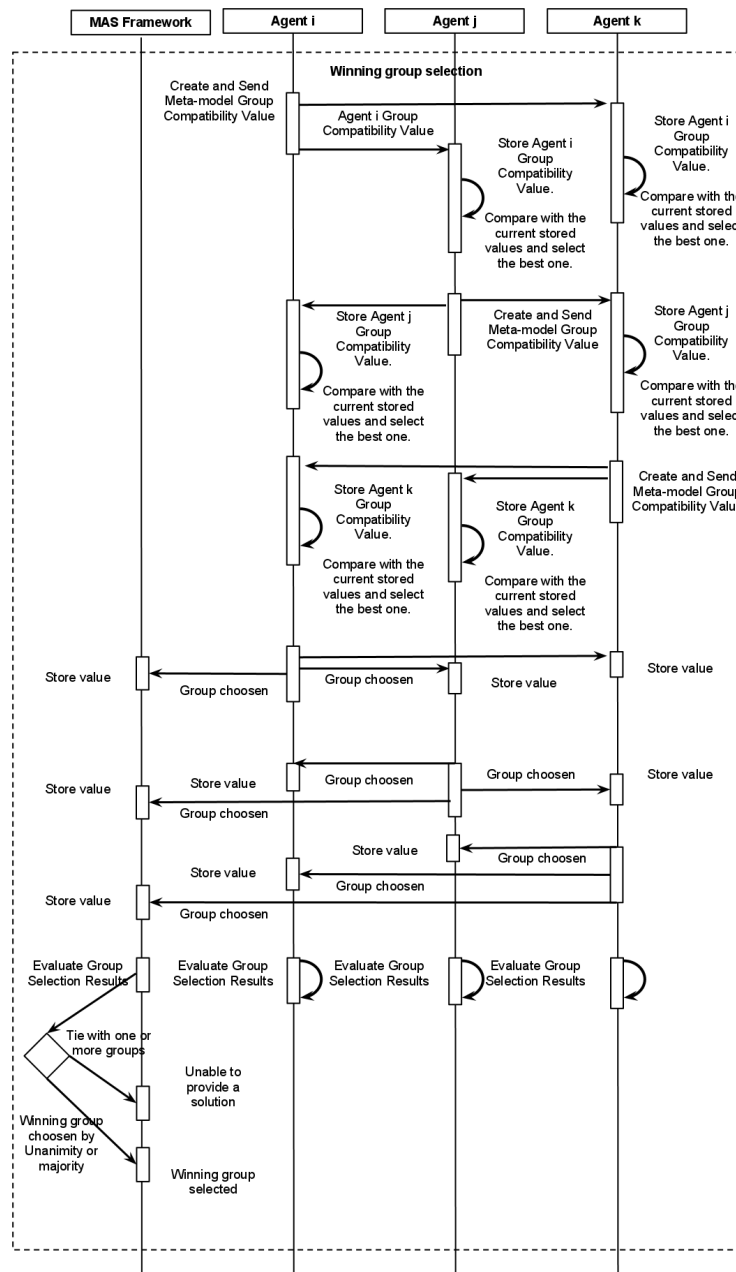 MAS Framework
Agent i
Agent j
Agent k
Winning group selection
Create and Send
Meta-model Group
Compatibility Value
Agent i Group
Compatibility Value
Store Agent i
Group
Compatibility
Value.
Compare with the
current stored
values and select
the best one.
Store Agent i
Group
Compatibility
Value.
Compare with the
current stored
values and selec
the best one.
Store Agent j
Group
Compatibility
Value.
Compare with the
current stored
values and select
the best one.
Create and Send
Meta-model Group
Compatibility Value
Store Agent j
Group
Compatibility
Value.
Compare with the
current stored
values and selec
the best one.
Store Agent k
Group
Compatibility
Value.
Compare with the
current stored
values and select
the best one.
Store Agent k
Group
Compatibility
Value.
Compare with the
current stored
values and select
the best one.
Create and Send
Meta-model Group
Compatibility Value
Store value
Group choosen
Group choosen
Store value
Store value
Store value
Store value
Group choosen
Group choosen
Store value
Group choosen
Store value
Group choosen
Store value
Group choosen
Store value
Group choosen
Evaluate Group
Selection Results
Evaluate Group
Selection Results
Evaluate Group
Selection Results
Evaluate Group
Selection Results
Tie with one or
more groups
Unable to
provide a
solution
Winning group
choosen by
Unanimity or
majority
Winning group
selected